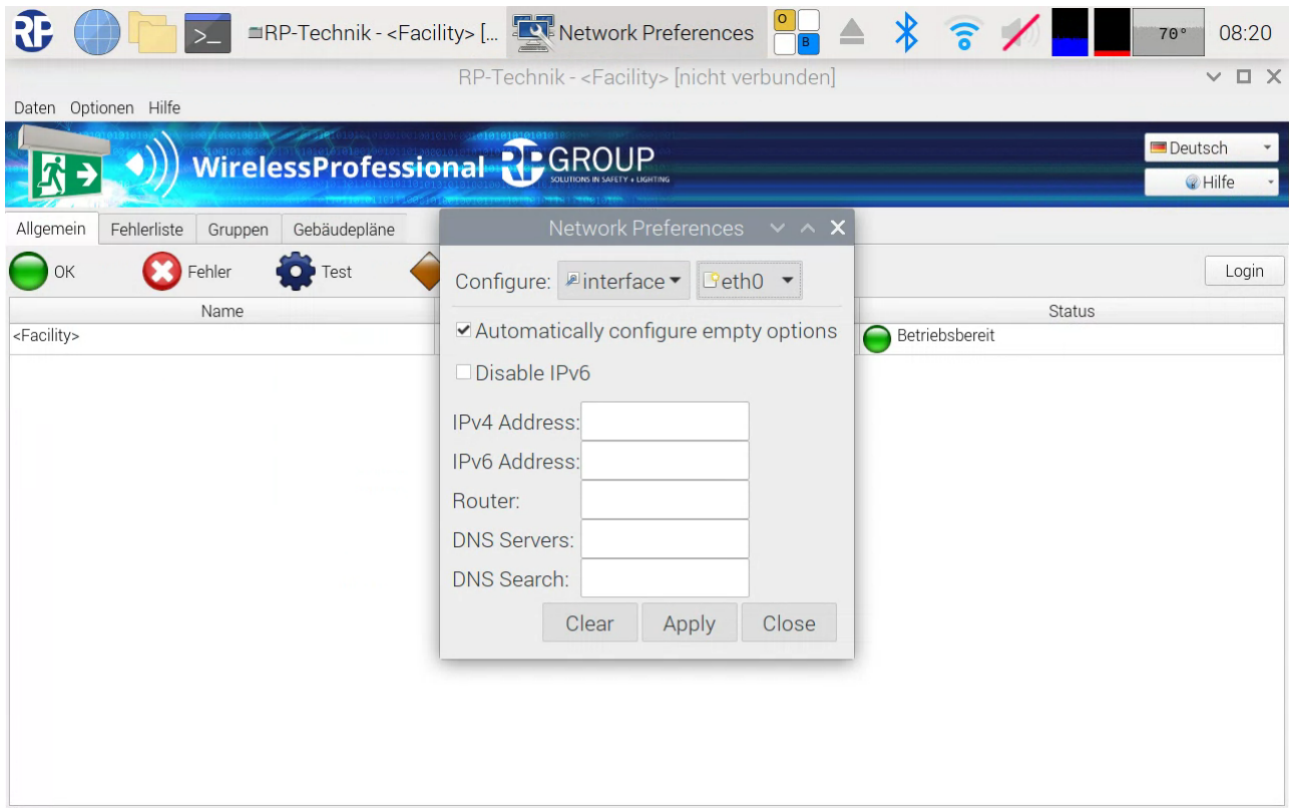 RP-Technik - <Facility> [...
Network Preferences
O
B
70°
08:20
RP-Technik - <Facility> [nicht verbunden]
Daten Optionen Hilfe
WirelessProfessional
RP GROUP
SOLUTIONS IN SAFETY + LIGHTING
Deutsch
Hilfe
Allgemein Fehlerliste Gruppen Gebäudepläne
OK Fehler Test
Login
Name Status
<Facility> Betriebsbereit
Network Preferences
Configure: interface eth0
Automatically configure empty options
Disable IPv6
IPv4 Address:
IPv6 Address:
Router:
DNS Servers:
DNS Search:
Clear Apply Close